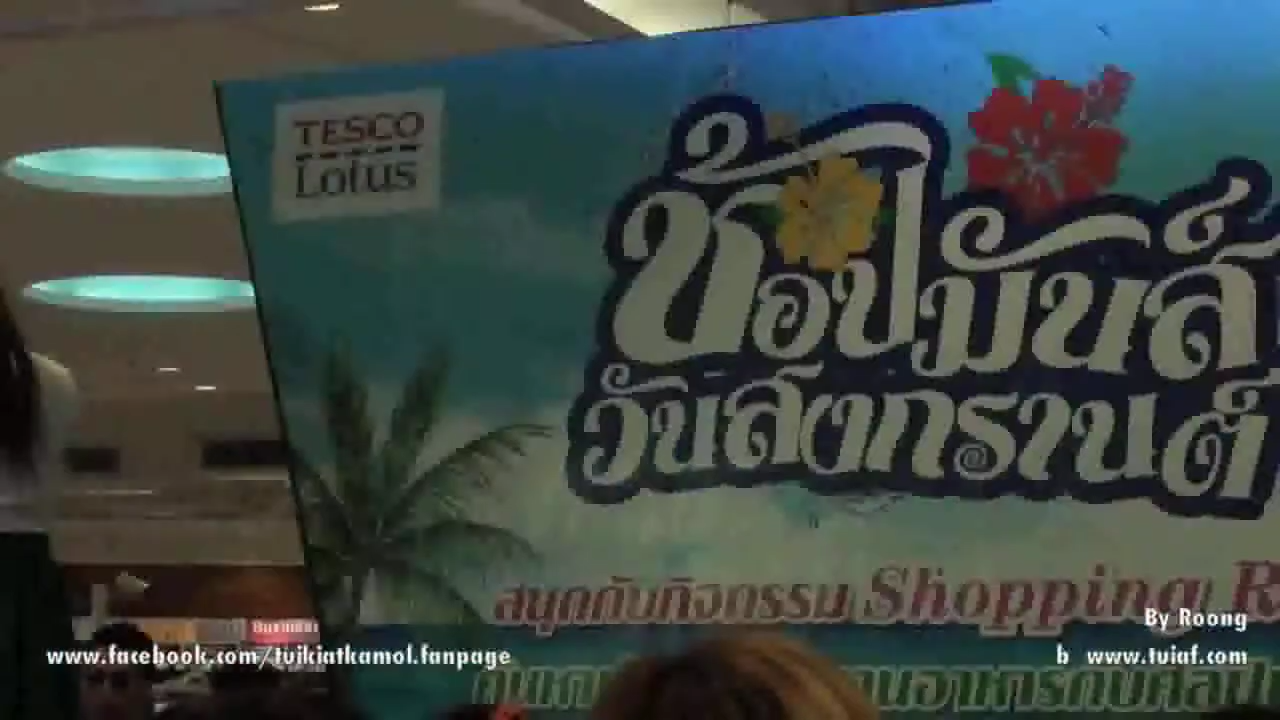 TESCO
Lotus
ช้อปมันส์
วันสงกรานต์
สนุกกับกิจกรรม Shopping R
By Roong
www.facebook.com/tuikiatkamol.fanpage
b www.tuiaf.com